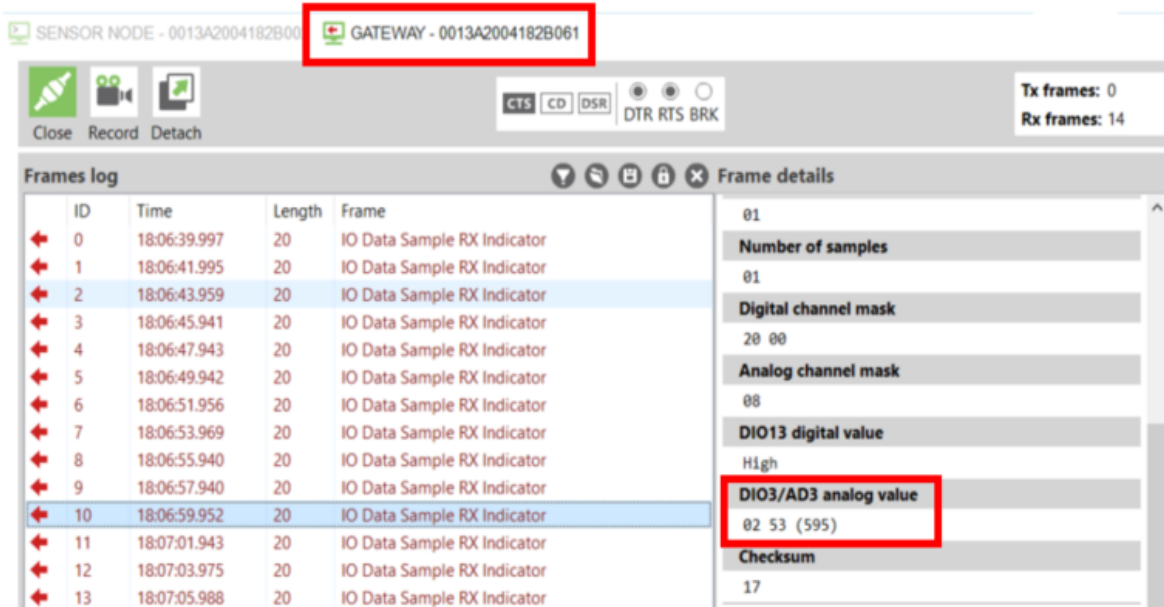 SENSOR NODE - 0013A2004182B00
GATEWAY - 0013A2004182B061
Close Record Detach
CTS CD DSR DTR RTS BRK
Tx frames: 0
Rx frames: 14
Frames log
ID Time Length Frame
0 18:06:39.997 20 IO Data Sample RX Indicator
1 18:06:41.995 20 IO Data Sample RX Indicator
2 18:06:43.959 20 IO Data Sample RX Indicator
3 18:06:45.941 20 IO Data Sample RX Indicator
4 18:06:47.943 20 IO Data Sample RX Indicator
5 18:06:49.942 20 IO Data Sample RX Indicator
6 18:06:51.956 20 IO Data Sample RX Indicator
7 18:06:53.969 20 IO Data Sample RX Indicator
8 18:06:55.940 20 IO Data Sample RX Indicator
9 18:06:57.940 20 IO Data Sample RX Indicator
10 18:06:59.952 20 IO Data Sample RX Indicator
11 18:07:01.943 20 IO Data Sample RX Indicator
12 18:07:03.975 20 IO Data Sample RX Indicator
13 18:07:05.988 20 IO Data Sample RX Indicator
Frame details
01
Number of samples
01
Digital channel mask
20 00
Analog channel mask
08
DIO13 digital value
High
DIO3/AD3 analog value
02 53 (595)
Checksum
17